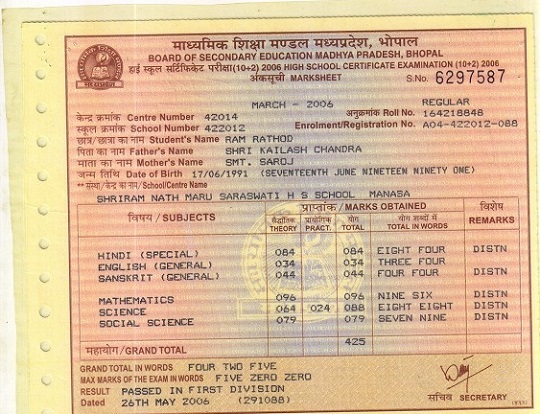 माध्यमिक शिक्षा मण्डल मध्यप्रदेश, भोपाल
BOARD OF SECONDARY EDUCATION MADHYA PRADESH, BHOPAL
हाई स्कूल सर्टिफिकेट परीक्षा(10+2) 2006 HIGH SCHOOL CERTIFICATE EXAMINATION (10+2) 2006
अंकसूची MARKSHEET S.No. 6297587
MARCH - 2006 REGULAR
केन्द्र क्रमांक Centre Number 42014 अनुक्रमांक Roll No. 164218848
स्कूल क्रमांक School Number 422012 Enrolment/Registration No. A04-422012-088
छात्र/छात्रा का नाम Student's Name RAM RATHOD
पिता का नाम Father's Name SHRI KAILASH CHANDRA
माता का नाम Mother's Name SMT. SAROJ
जन्म तिथि Date of Birth 17/06/1991 (SEVENTEENTH JUNE NINETEEN NINETY ONE)
** संस्था/केन्द्र का नाम/School/Centre Name
SHRIRAM NATH MARU SARASWATI H S SCHOOL MANASA
विषय/SUBJECTS प्राप्तांक/MARKS OBTAINED विशेष
सैद्धांतिक प्रायोगिक योग योग शब्दों में
THEORY PRACT. TOTAL TOTAL IN WORDS REMARKS
HINDI (SPECIAL) 084 084 EIGHT FOUR DISTN
ENGLISH (GENERAL) 034 034 THREE FOUR
SANSKRIT (GENERAL) 044 044 FOUR FOUR
MATHEMATICS 096 096 NINE SIX DISTN
SCIENCE 064 024 088 EIGHT EIGHT DISTN
SOCIAL SCIENCE 079 079 SEVEN NINE DISTN
महायोग/GRAND TOTAL 425
GRAND TOTAL IN WORDS FOUR TWO FIVE
MAX MARKS OF THE EXAM IN WORDS FIVE ZERO ZERO
RESULT PASSED IN FIRST DIVISION
Dated 26TH MAY 2006 (291088) सचिव SECRETARY